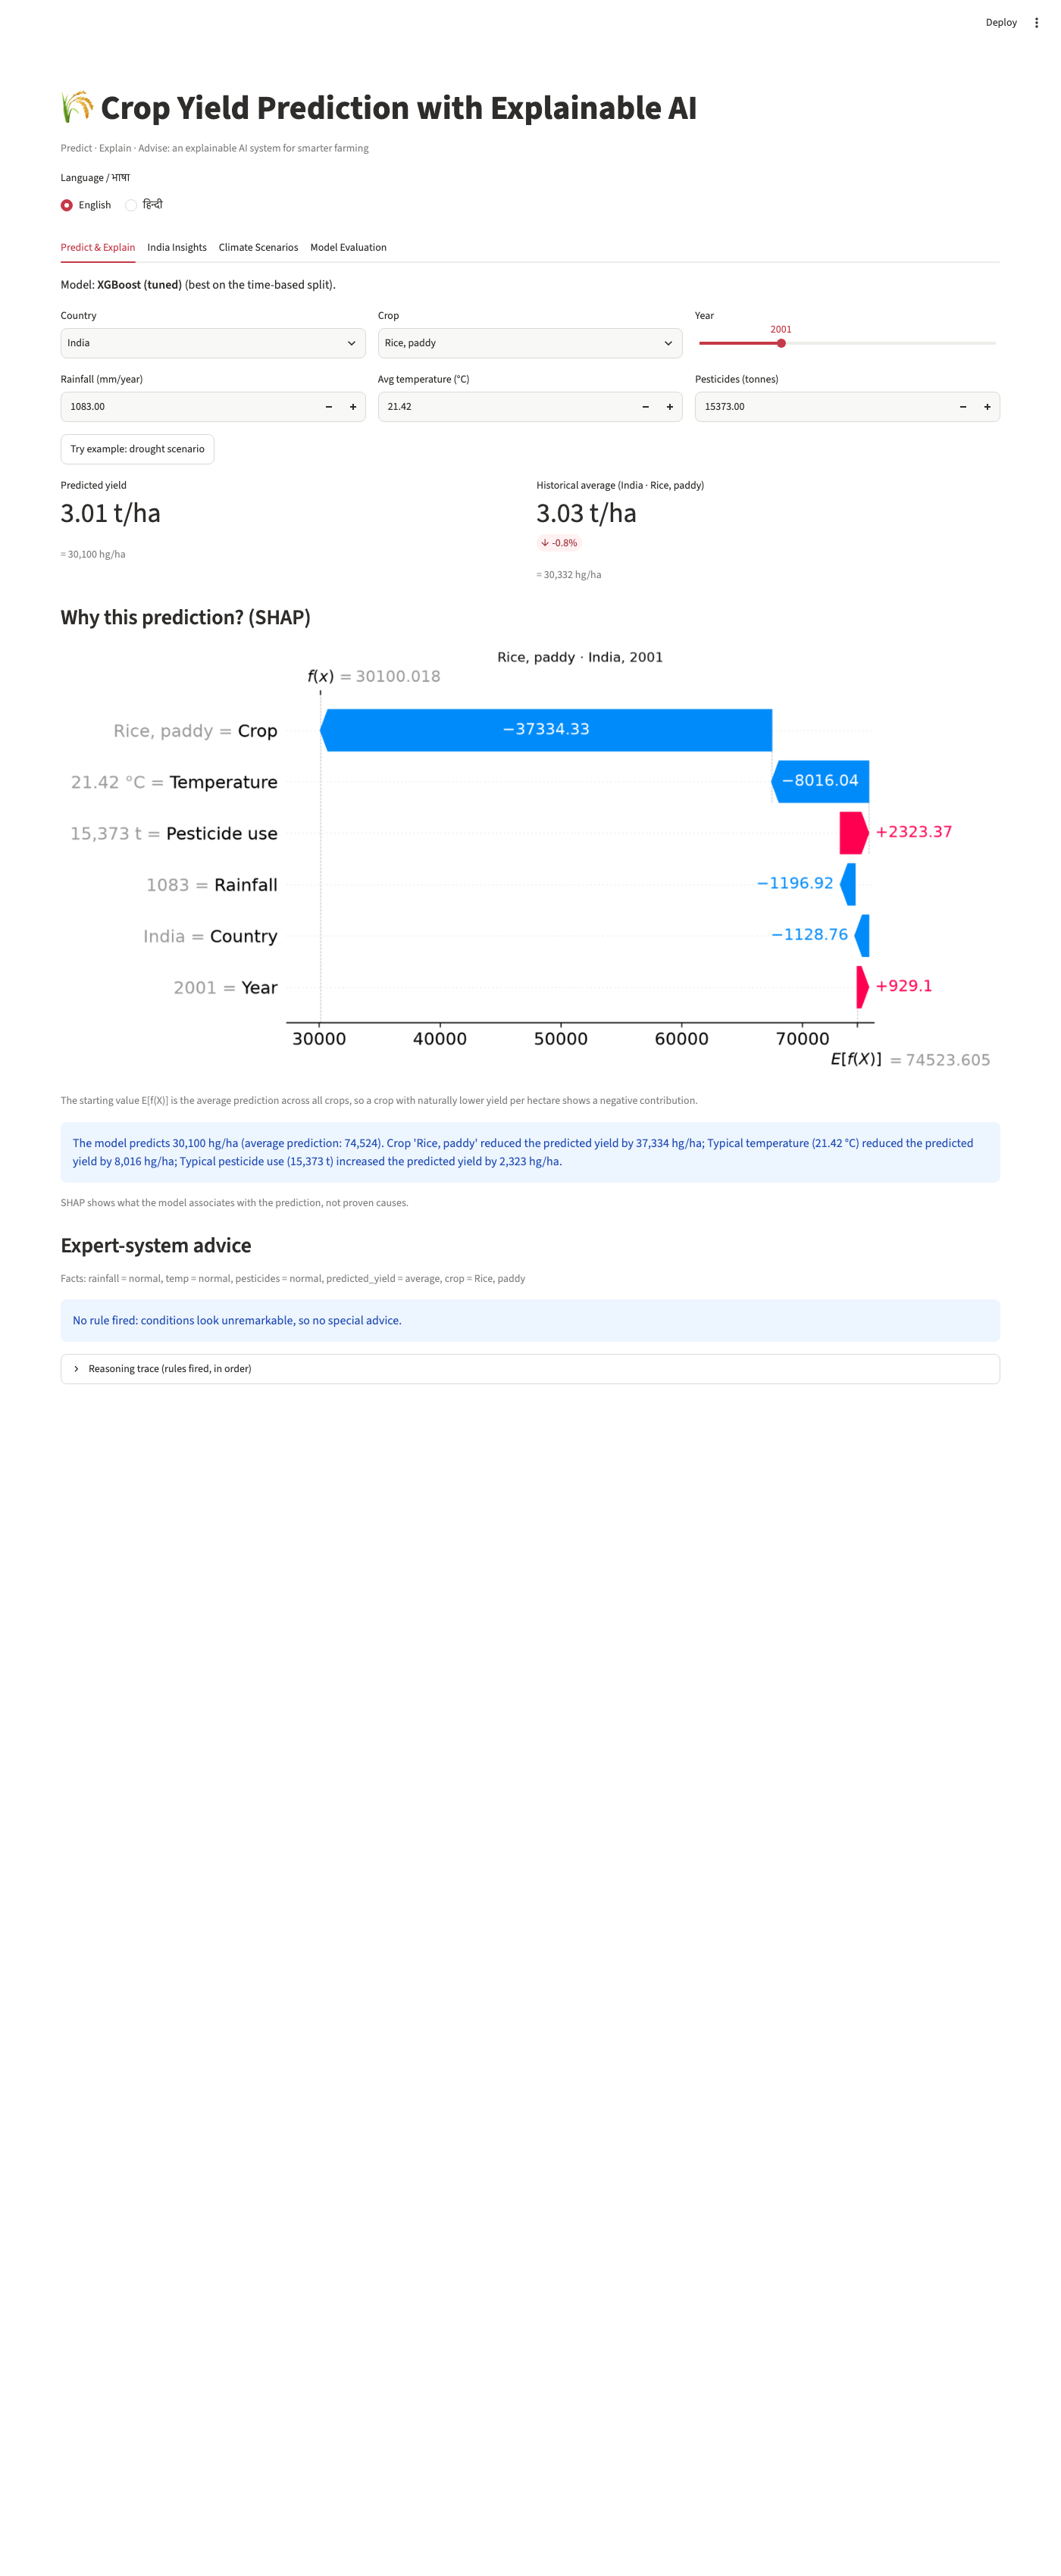 Deploy
Crop Yield Prediction with Explainable AI
Predict · Explain · Advise: an explainable AI system for smarter farming
Language / भाषा
English हिन्दी
Predict & Explain India Insights Climate Scenarios Model Evaluation
Model: XGBoost (tuned) (best on the time-based split).
Country Crop Year
2001
India Rice, paddy
Rainfall (mm/year) Avg temperature (°C) Pesticides (tonnes)
1083.00 − + 21.42 − + 15373.00 − +
Try example: drought scenario
Predicted yield Historical average (India · Rice, paddy)
3.01 t/ha 3.03 t/ha
↓ -0.8%
= 30,100 hg/ha
= 30,332 hg/ha
Why this prediction? (SHAP)
Rice, paddy · India, 2001
f(x) = 30100.018
Rice, paddy = Crop −37334.33
21.42 °C = Temperature −8016.04
15,373 t = Pesticide use +2323.37
1083 = Rainfall −1196.92
India = Country −1128.76
2001 = Year +929.1
30000 40000 50000 60000 70000
E[f(X)] = 74523.605
The starting value E[f(X)] is the average prediction across all crops, so a crop with naturally lower yield per hectare shows a negative contribution.
The model predicts 30,100 hg/ha (average prediction: 74,524). Crop 'Rice, paddy' reduced the predicted yield by 37,334 hg/ha; Typical temperature (21.42 °C) reduced the predicted
yield by 8,016 hg/ha; Typical pesticide use (15,373 t) increased the predicted yield by 2,323 hg/ha.
SHAP shows what the model associates with the prediction, not proven causes.
Expert-system advice
Facts: rainfall = normal, temp = normal, pesticides = normal, predicted_yield = average, crop = Rice, paddy
No rule fired: conditions look unremarkable, so no special advice.
Reasoning trace (rules fired, in order)